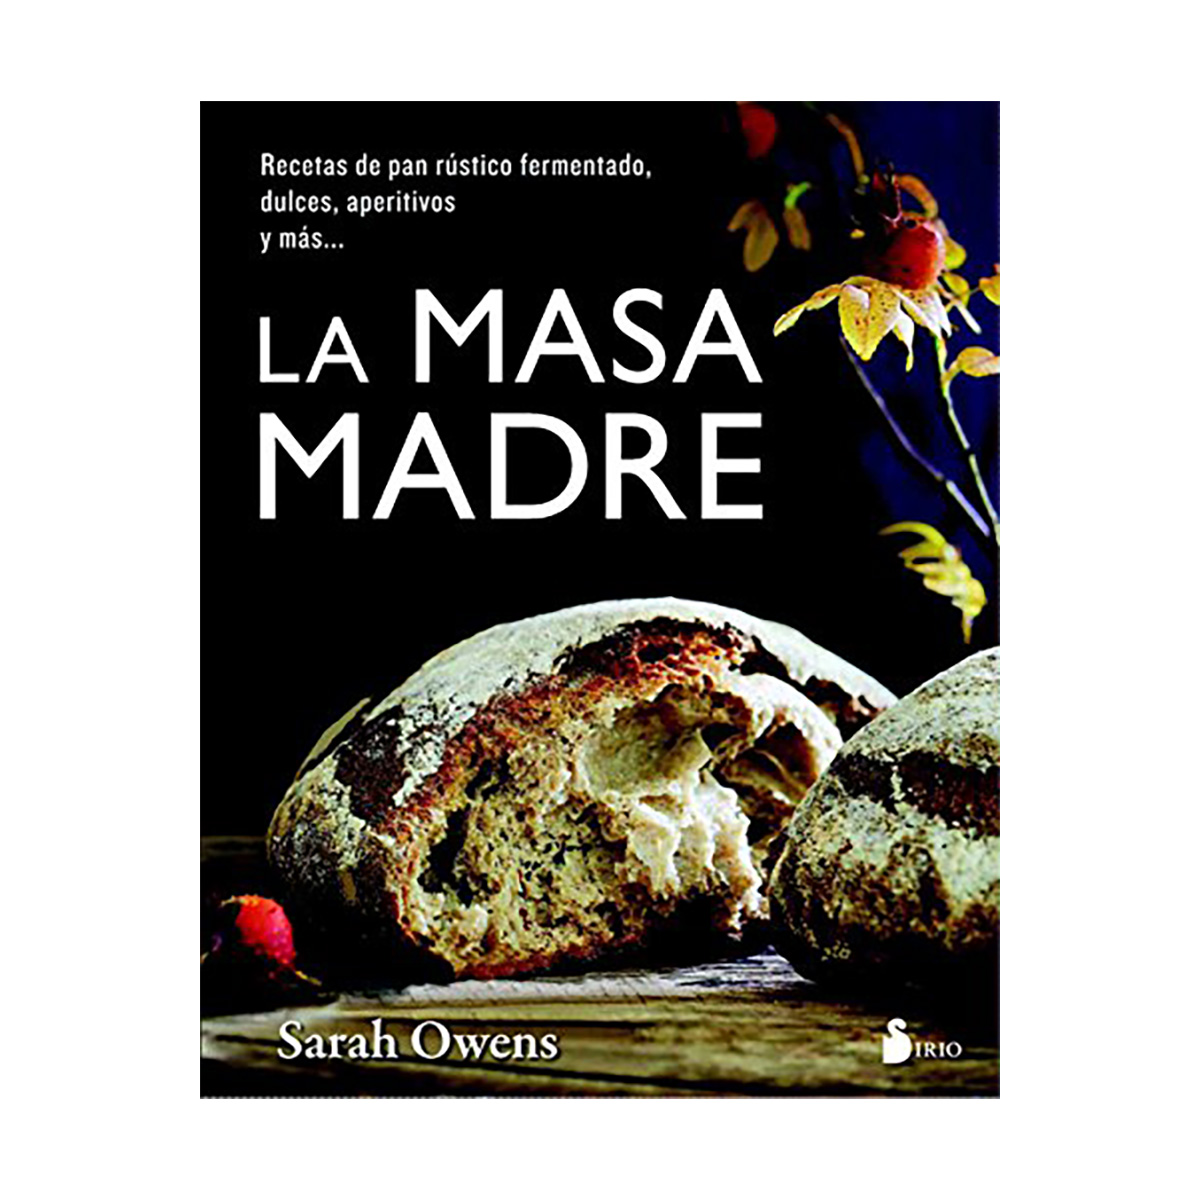 Recetas de pan rústico fermentado,
dulces, aperitivos
y más...
LA MASA
MADRE
Sarah Owens
SIRIO